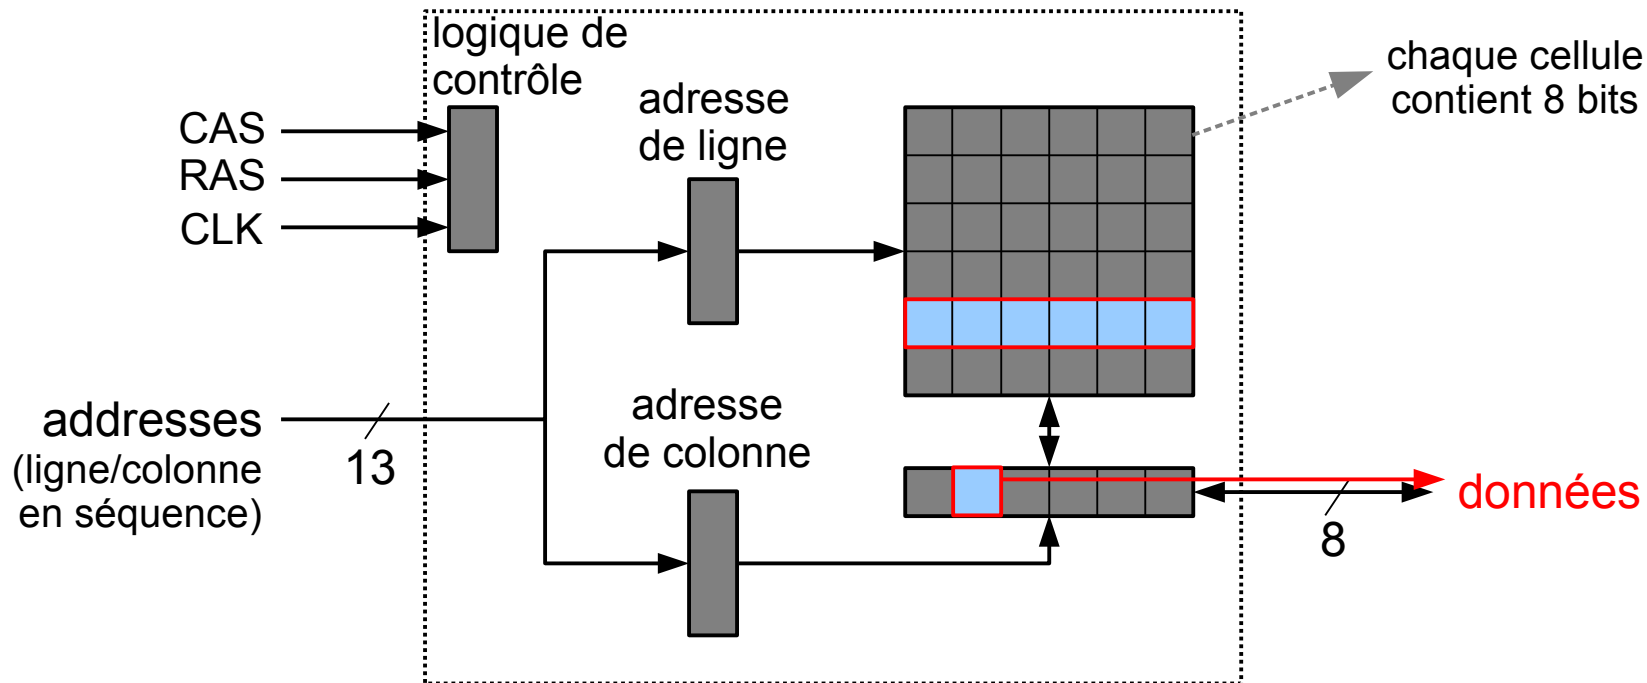 logique de
contrôle
CAS
RAS
CLK
adresse
de ligne
chaque cellule
contient 8 bits
addresses
(ligne/colonne
en séquence)
13
adresse
de colonne
données
8